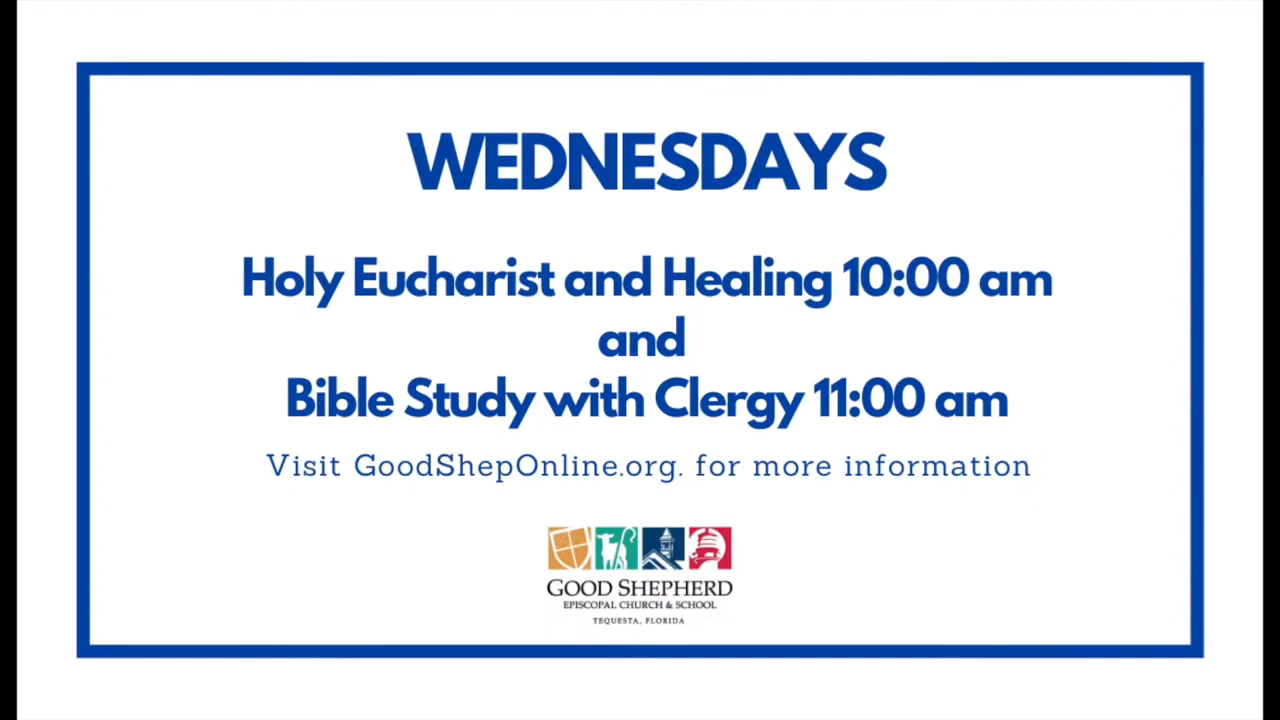 WEDNESDAYS
Holy Eucharist and Healing 10:00 am
and
Bible Study with Clergy 11:00 am
Visit GoodShepOnline.org. for more information
GOOD SHEPHERD
EPISCOPAL CHURCH & SCHOOL
TEQUESTA, FLORIDA